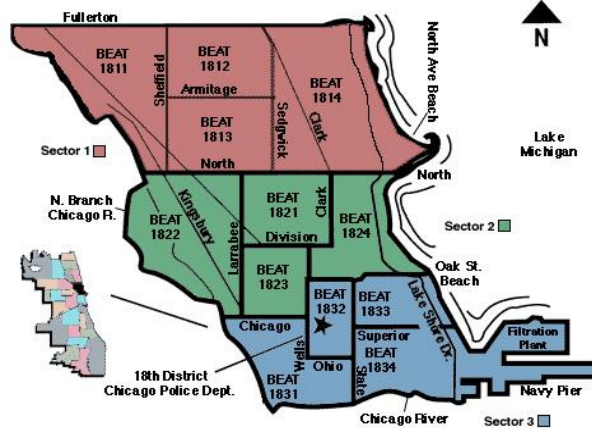 Fullerton
N
North Ave Beach
Lake
Michigan
BEAT
1811
Sheffield
BEAT
1812
Armitage
BEAT
1813
Sedgwick
BEAT
1814
Clark
Sector 1
North
North
N. Branch
Chicago R.
BEAT
1822
Kingsbury
Larrabee
BEAT
1821
Clark
Division
BEAT
1824
Sector 2
BEAT
1823
Oak St.
Beach
Chicago
BEAT
1832
BEAT
1833
Lake Shore Dr.
Superior
Filtration
Plant
Wells
Ohio
State
BEAT
1834
18th District
Chicago Police Dept.
BEAT
1831
Navy Pier
Chicago River
Sector 3